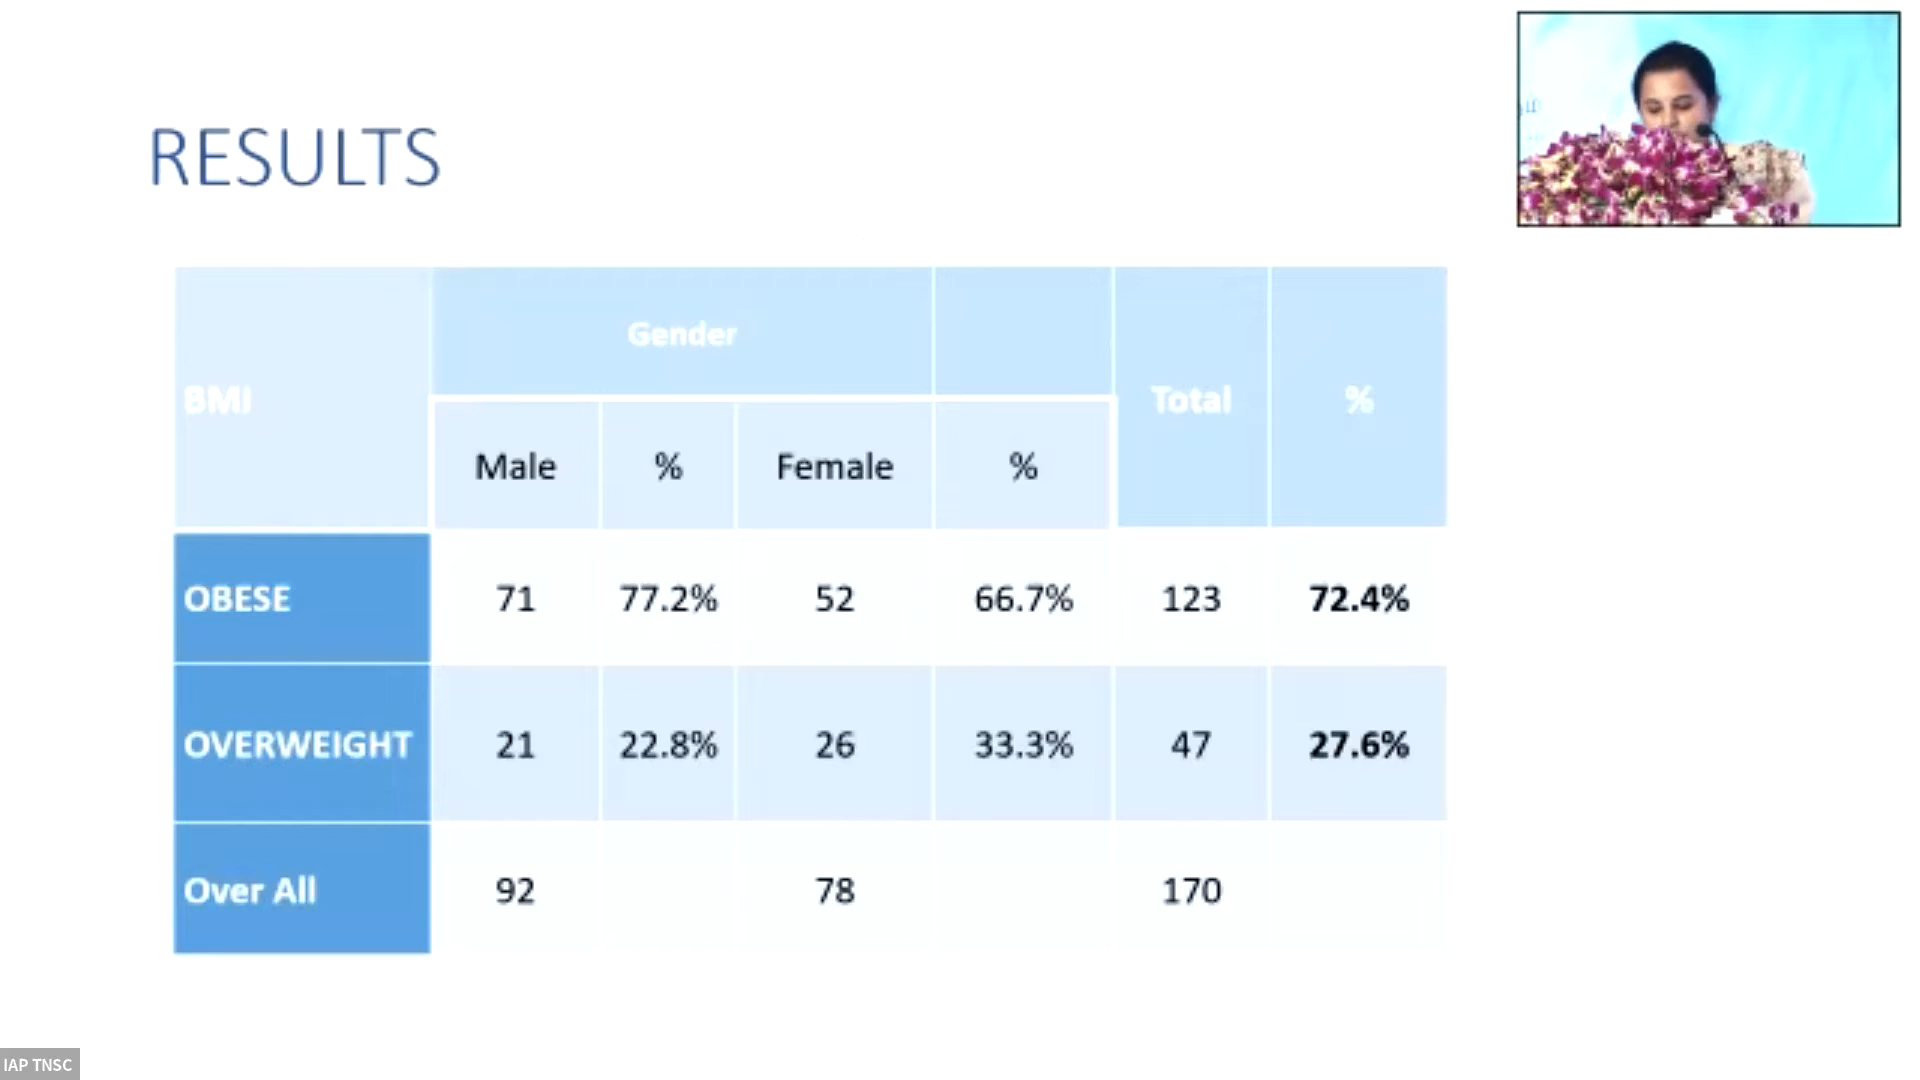 RESULTS
BMI Gender Total %
Male % Female %
OBESE 71 77.2% 52 66.7% 123 72.4%
OVERWEIGHT 21 22.8% 26 33.3% 47 27.6%
Over All 92 78 170
IAP TNSC